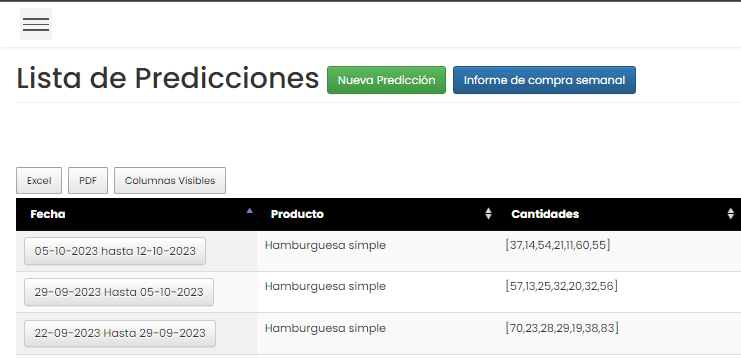 Lista de Predicciones Nueva Predicción Informe de compra semanal
Excel PDF Columnas Visibles
Fecha Producto Cantidades
05-10-2023 hasta 12-10-2023 Hamburguesa simple [37,14,54,21,11,60,55]
29-09-2023 Hasta 05-10-2023 Hamburguesa simple [57,13,25,32,20,32,56]
22-09-2023 Hasta 29-09-2023 Hamburguesa simple [70,23,28,29,19,38,83]